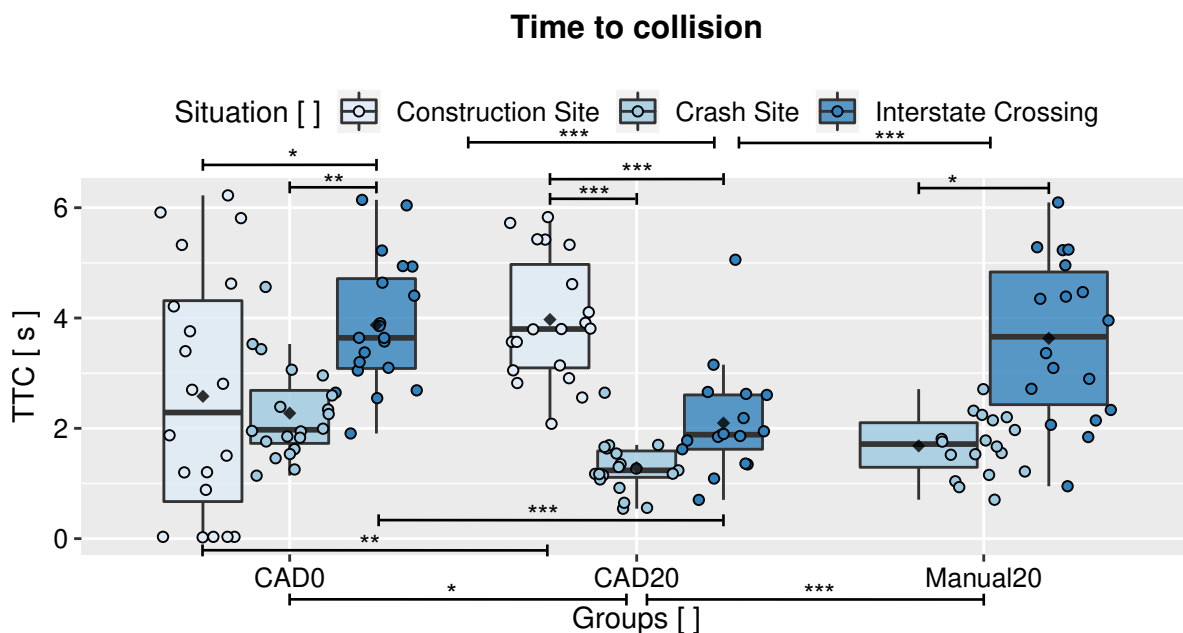 Time to collision
Situation [ ] Construction Site Crash Site Interstate Crossing
*** ***
* ***
** *** *
6
4
2
0
TTC [ s ]
***
**
CAD0 CAD20 Manual20
* ***
Groups [ ]